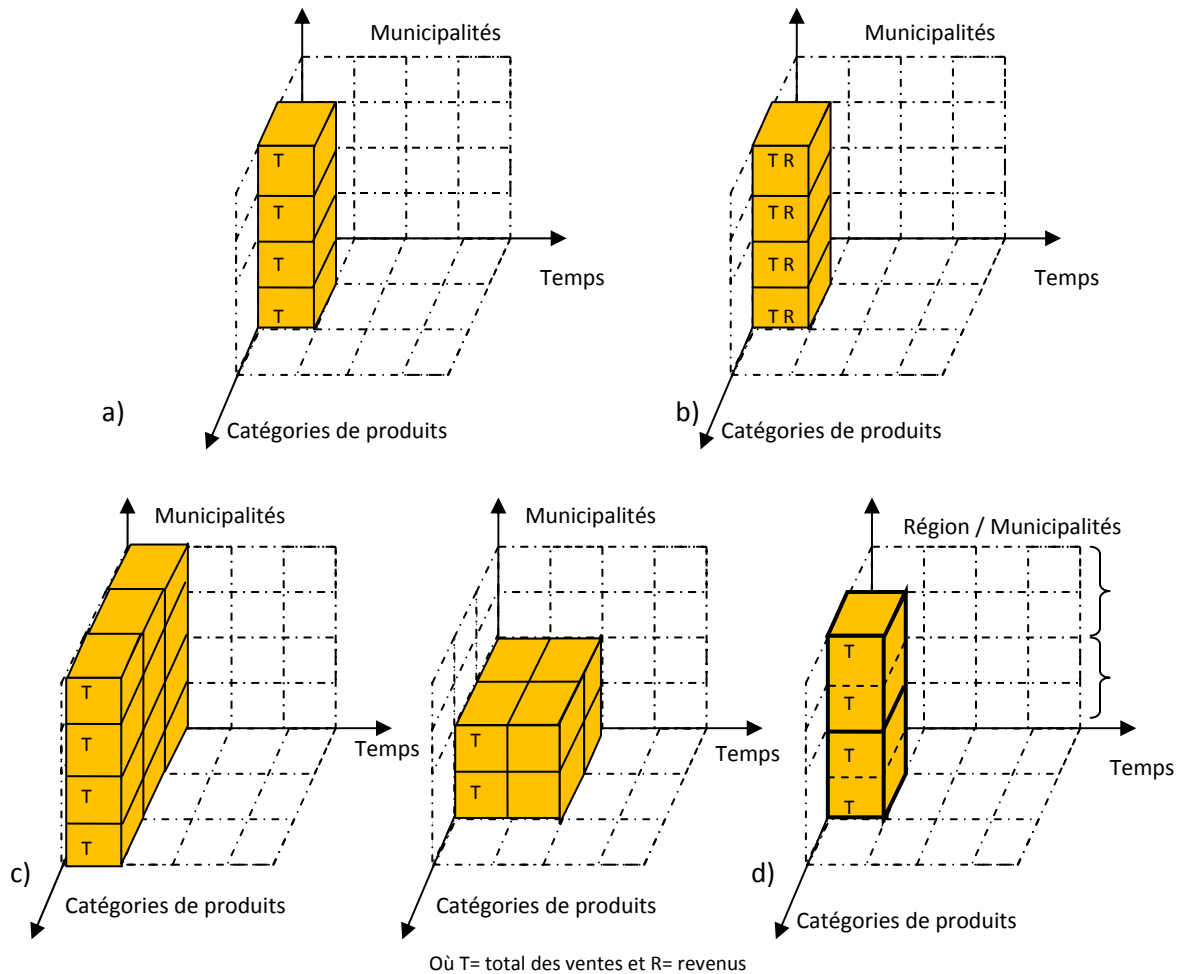 Municipalités
Municipalités
T
T
T
T
T R
T R
T R
T R
Temps
Temps
a)
Catégories de produits
b)
Catégories de produits
Municipalités
Municipalités
Région / Municipalités
T
T
T
T
T
T
T
T
T
T
Temps
Temps
Temps
c)
Catégories de produits
Catégories de produits
d)
Catégories de produits
Où T= total des ventes et R= revenus